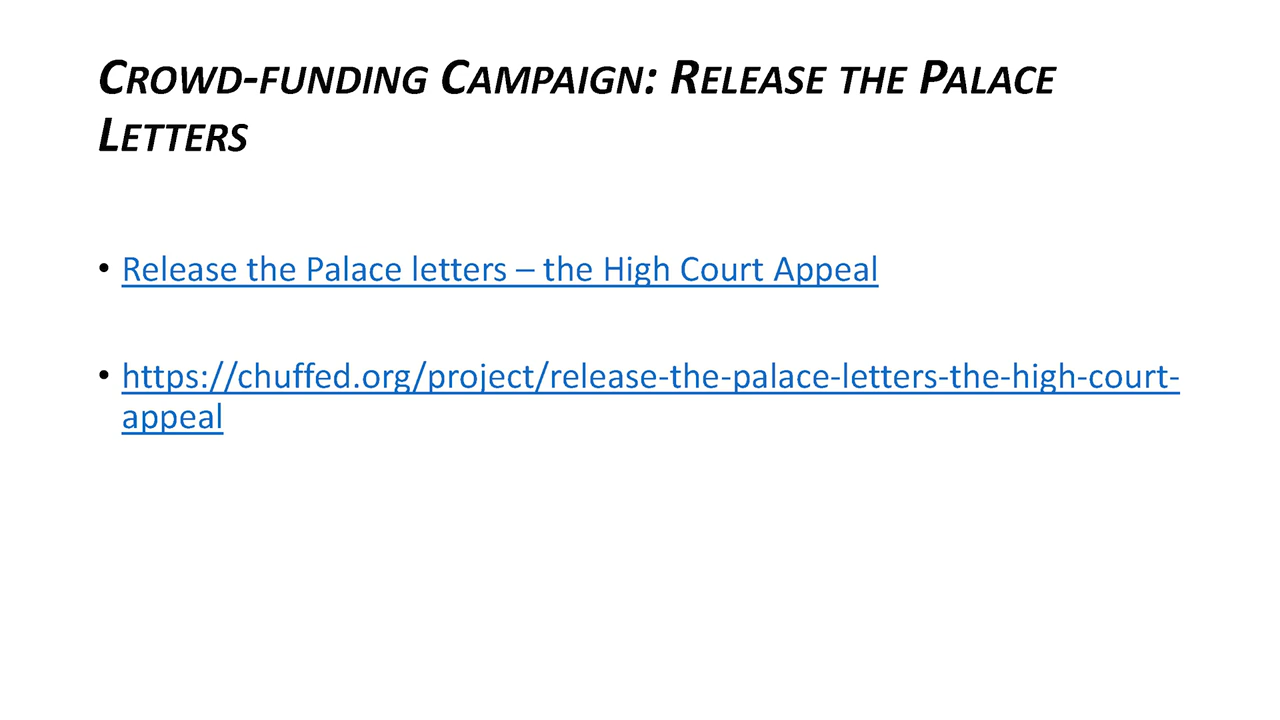 Crowd-funding Campaign: Release the Palace
Letters
• Release the Palace letters – the High Court Appeal
• https://chuffed.org/project/release-the-palace-letters-the-high-court-
appeal